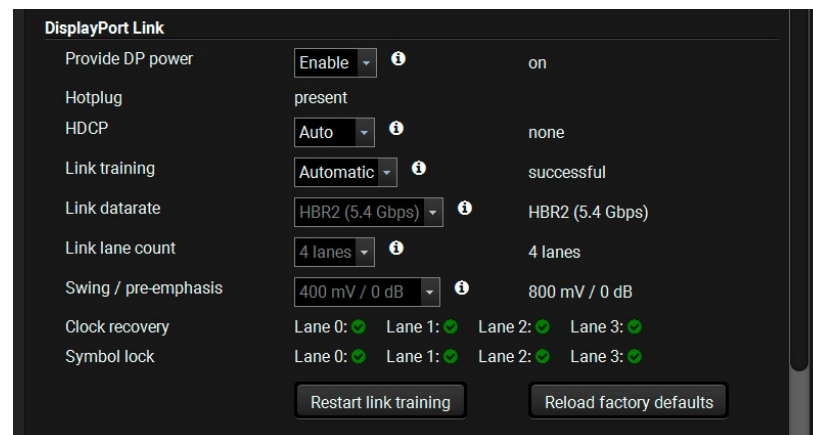 DisplayPort Link
Provide DP power Enable on
Hotplug present
HDCP Auto none
Link training Automatic successful
Link datarate HBR2 (5.4 Gbps) HBR2 (5.4 Gbps)
Link lane count 4 lanes 4 lanes
Swing / pre-emphasis 400 mV / 0 dB 800 mV / 0 dB
Clock recovery Lane 0: Lane 1: Lane 2: Lane 3:
Symbol lock Lane 0: Lane 1: Lane 2: Lane 3:
Restart link training Reload factory defaults